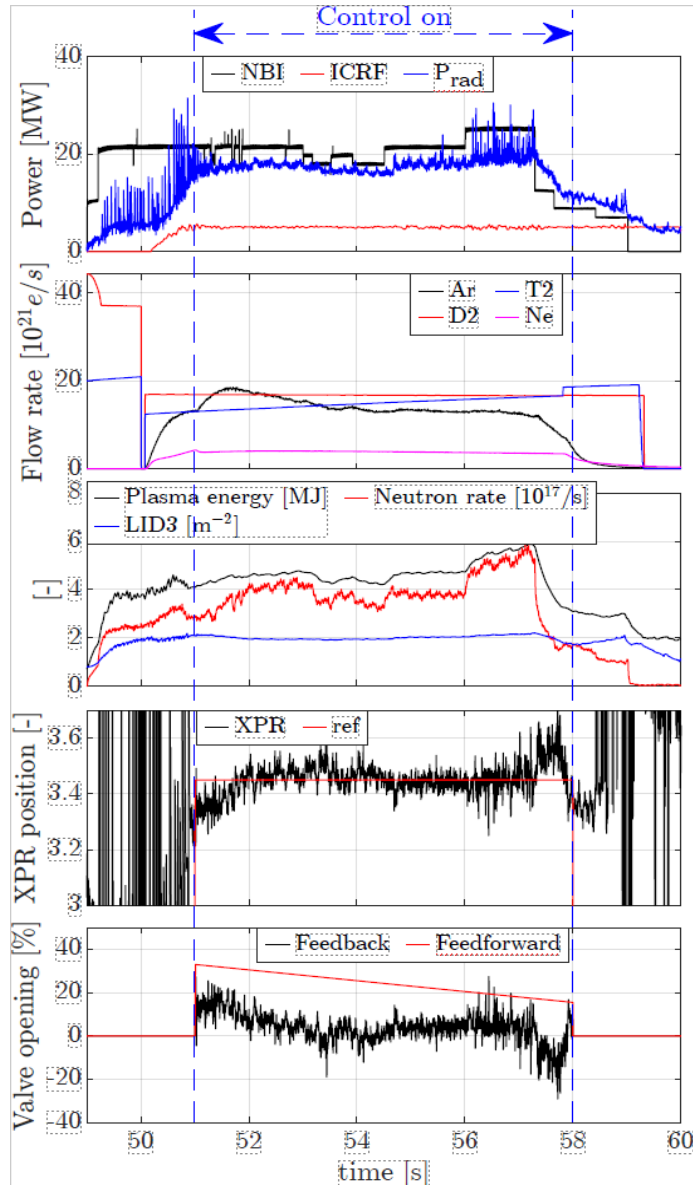 Control on
40
NBI ICRF P_rad
20
0
Power [MW]
40
Ar T2
D2 Ne
20
0
Flow rate [10^21 e/s]
8
Plasma energy [MJ] Neutron rate [10^17/s]
LID3 [m^-2]
6
4
2
0
[-]
XPR ref
3.6
3.4
3.2
3
XPR position [-]
40
Feedback Feedforward
20
0
-20
-40
Valve opening [%]
50 52 54 56 58 60
time [s]